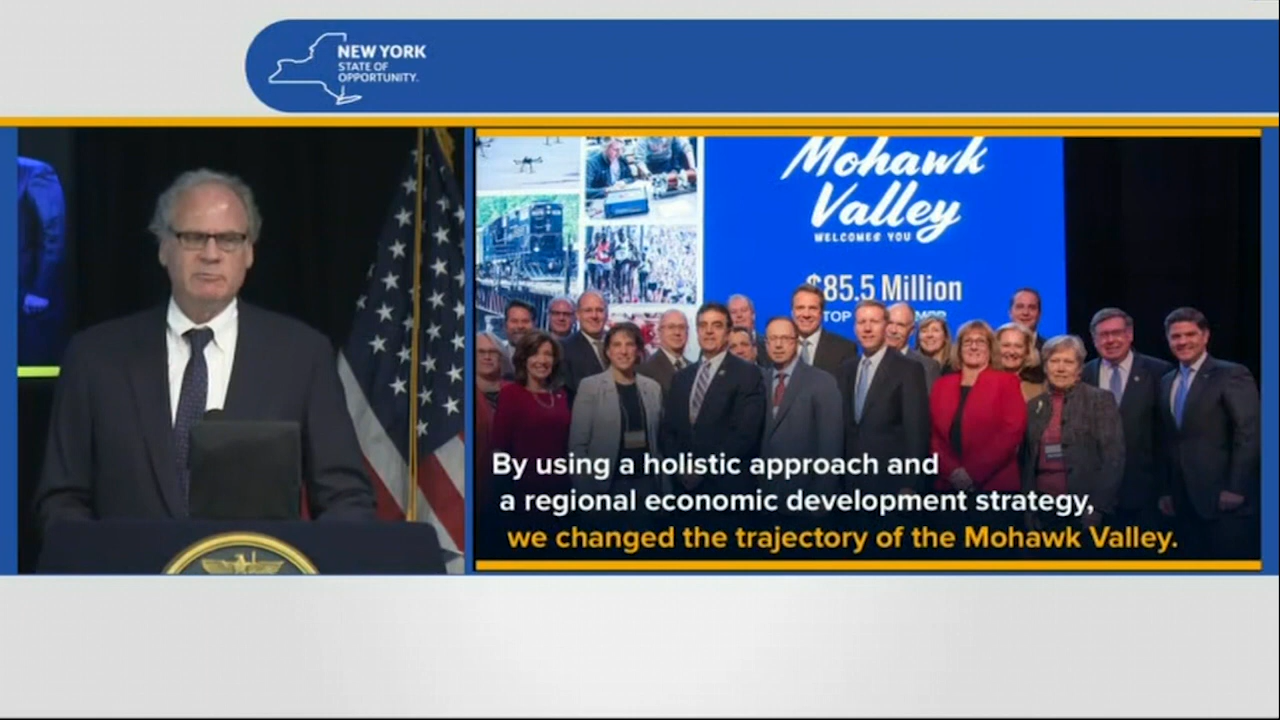 NEW YORK
STATE OF
OPPORTUNITY.
Mohawk
Valley
WELCOMES YOU
$85.5 Million
TOP
By using a holistic approach and
a regional economic development strategy,
we changed the trajectory of the Mohawk Valley.